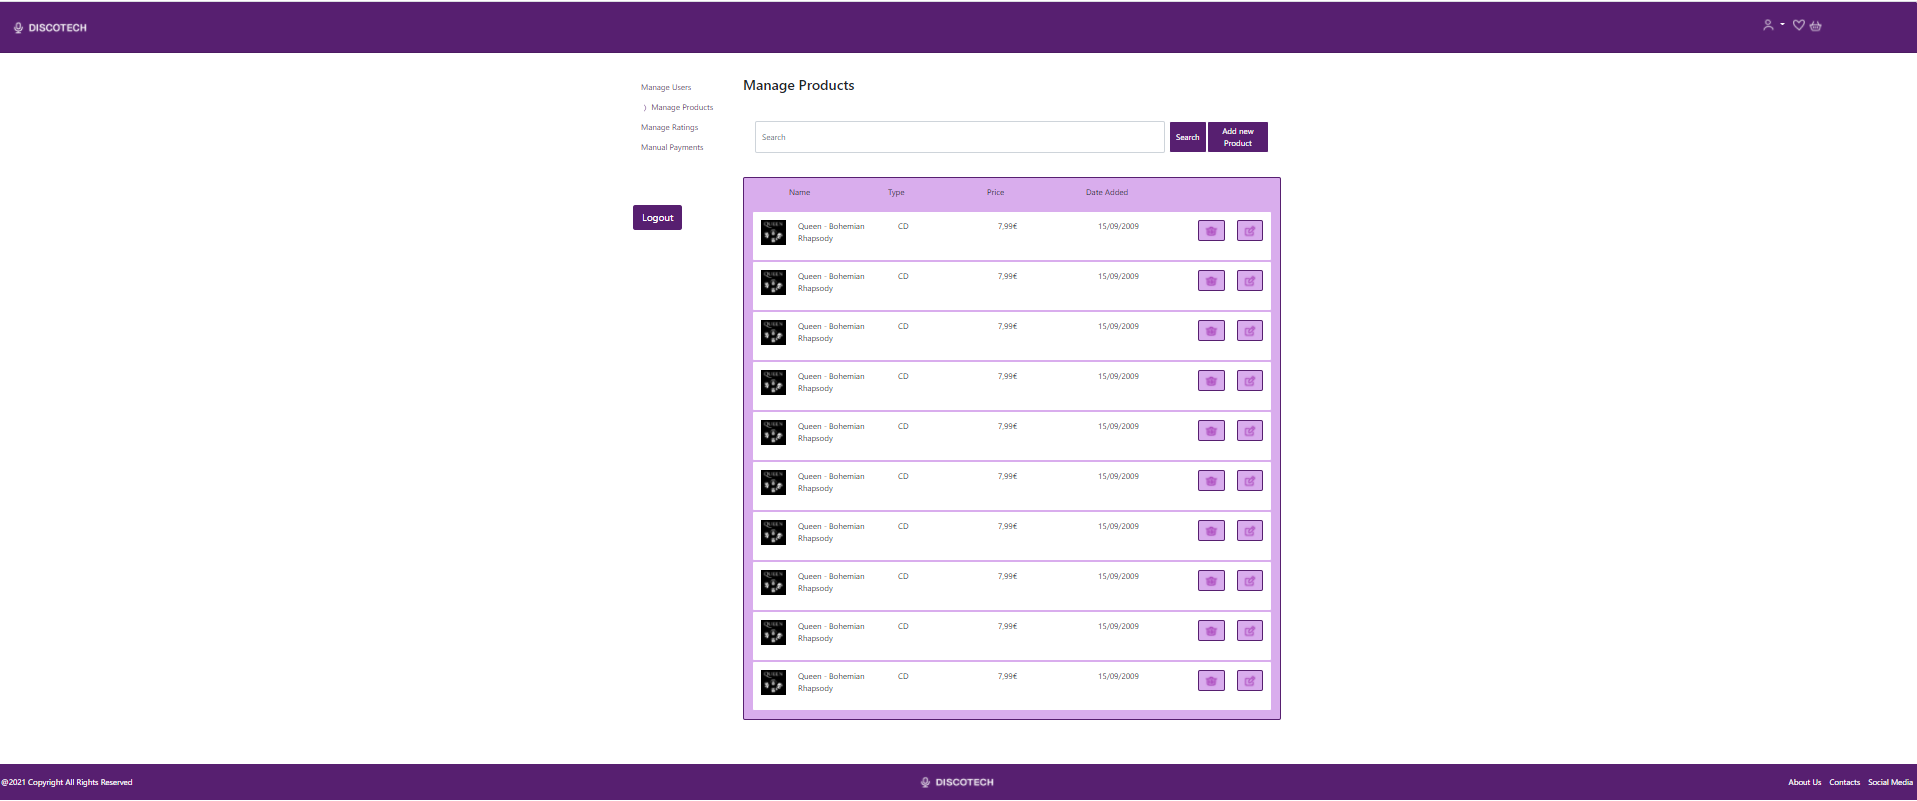 DISCOTECH
Manage Users
Manage Products
Manage Ratings
Manual Payments
Logout
Manage Products
Search
Search
Add new
Product
Name Type Price Date Added
Queen - Bohemian CD 7,99€ 15/09/2009
Rhapsody
Queen - Bohemian CD 7,99€ 15/09/2009
Rhapsody
Queen - Bohemian CD 7,99€ 15/09/2009
Rhapsody
Queen - Bohemian CD 7,99€ 15/09/2009
Rhapsody
Queen - Bohemian CD 7,99€ 15/09/2009
Rhapsody
Queen - Bohemian CD 7,99€ 15/09/2009
Rhapsody
Queen - Bohemian CD 7,99€ 15/09/2009
Rhapsody
Queen - Bohemian CD 7,99€ 15/09/2009
Rhapsody
Queen - Bohemian CD 7,99€ 15/09/2009
Rhapsody
Queen - Bohemian CD 7,99€ 15/09/2009
Rhapsody
@2021 Copyright All Rights Reserved
DISCOTECH
About Us Contacts Social Media